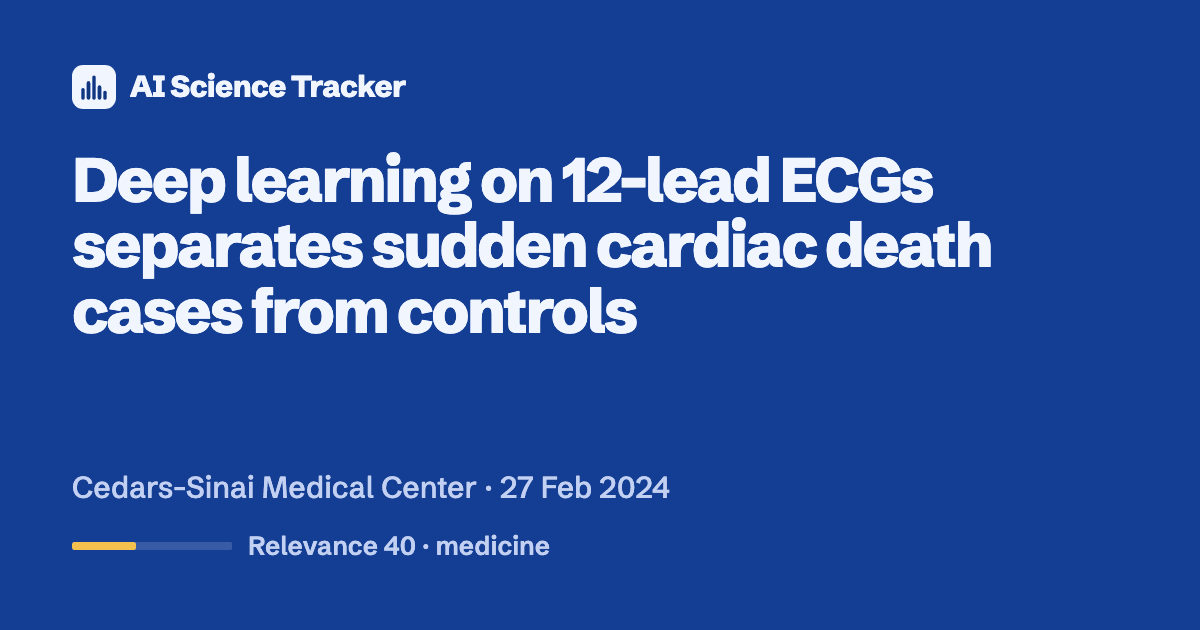 AI Science Tracker
Deep learning on 12-lead ECGs
separates sudden cardiac death
cases from controls
Cedars-Sinai Medical Center · 27 Feb 2024
Relevance 40 · medicine